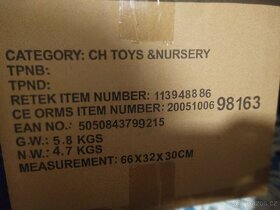 CATEGORY: CH TOYS &NURSERY
TPNB:
TPND:
RETEK ITEM NUMBER: 113948886
CE ORMS ITEM NUMBER: 20051006 98163
EAN NO.: 5050843799215
G.W.: 5.8 KGS
N.W.: 4.7 KGS
MEASUREMENT: 66X32X30CM